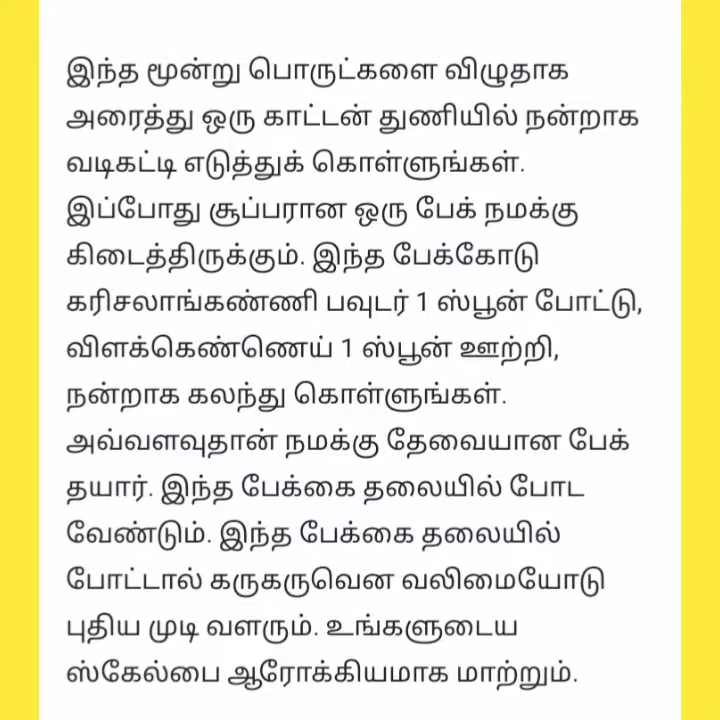 இந்த மூன்று பொருட்களை விழுதாக
அரைத்து ஒரு காட்டன் துணியில் நன்றாக
வடிகட்டி எடுத்துக் கொள்ளுங்கள்.
இப்போது சூப்பரான ஒரு பேக் நமக்கு
கிடைத்திருக்கும். இந்த பேக்கோடு
கரிசலாங்கண்ணி பவுடர் 1 ஸ்பூன் போட்டு,
விளக்கெண்ணெய் 1 ஸ்பூன் ஊற்றி,
நன்றாக கலந்து கொள்ளுங்கள்.
அவ்வளவுதான் நமக்கு தேவையான பேக்
தயார். இந்த பேக்கை தலையில் போட
வேண்டும். இந்த பேக்கை தலையில்
போட்டால் கருகருவென வலிமையோடு
புதிய முடி வளரும். உங்களுடைய
ஸ்கேல்பை ஆரோக்கியமாக மாற்றும்.